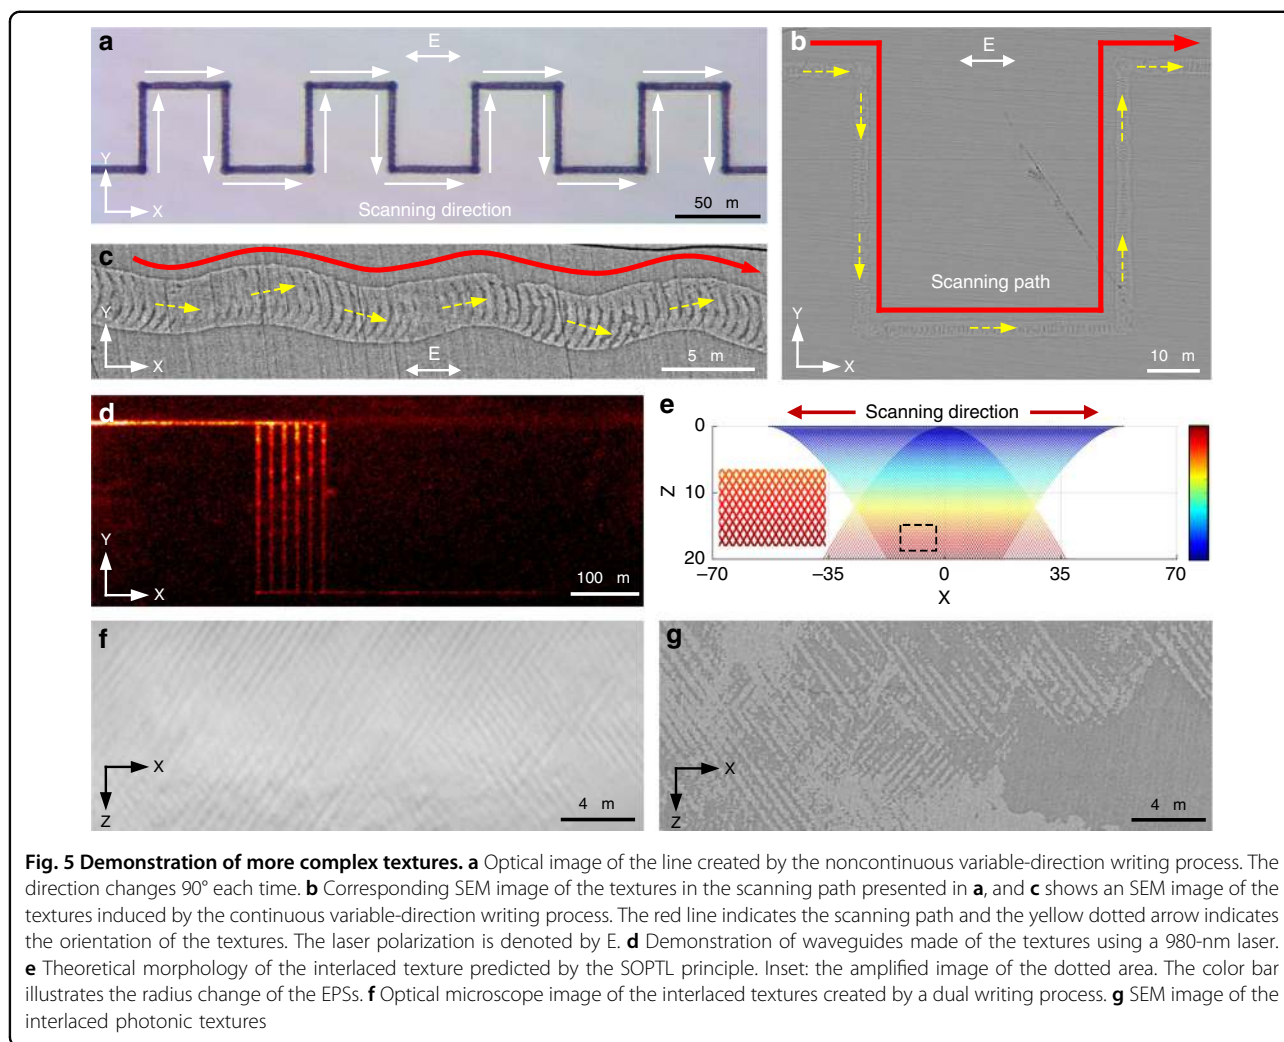 a
E
Y
X
Scanning direction
50 m
b
E
Scanning path
Y
X
10 m
c
Y
X
E
5 m
d
Y
X
100 m
e
Scanning direction
0
10
20
Z
–70
–35
0
35
70
X
f
X
Z
4 m
g
X
Z
4 m
Fig. 5 Demonstration of more complex textures. a Optical image of the line created by the noncontinuous variable-direction writing process. The
direction changes 90° each time. b Corresponding SEM image of the textures in the scanning path presented in a, and c shows an SEM image of the
textures induced by the continuous variable-direction writing process. The red line indicates the scanning path and the yellow dotted arrow indicates
the orientation of the textures. The laser polarization is denoted by E. d Demonstration of waveguides made of the textures using a 980-nm laser.
e Theoretical morphology of the interlaced texture predicted by the SOPTL principle. Inset: the amplified image of the dotted area. The color bar
illustrates the radius change of the EPSs. f Optical microscope image of the interlaced textures created by a dual writing process. g SEM image of the
interlaced photonic textures